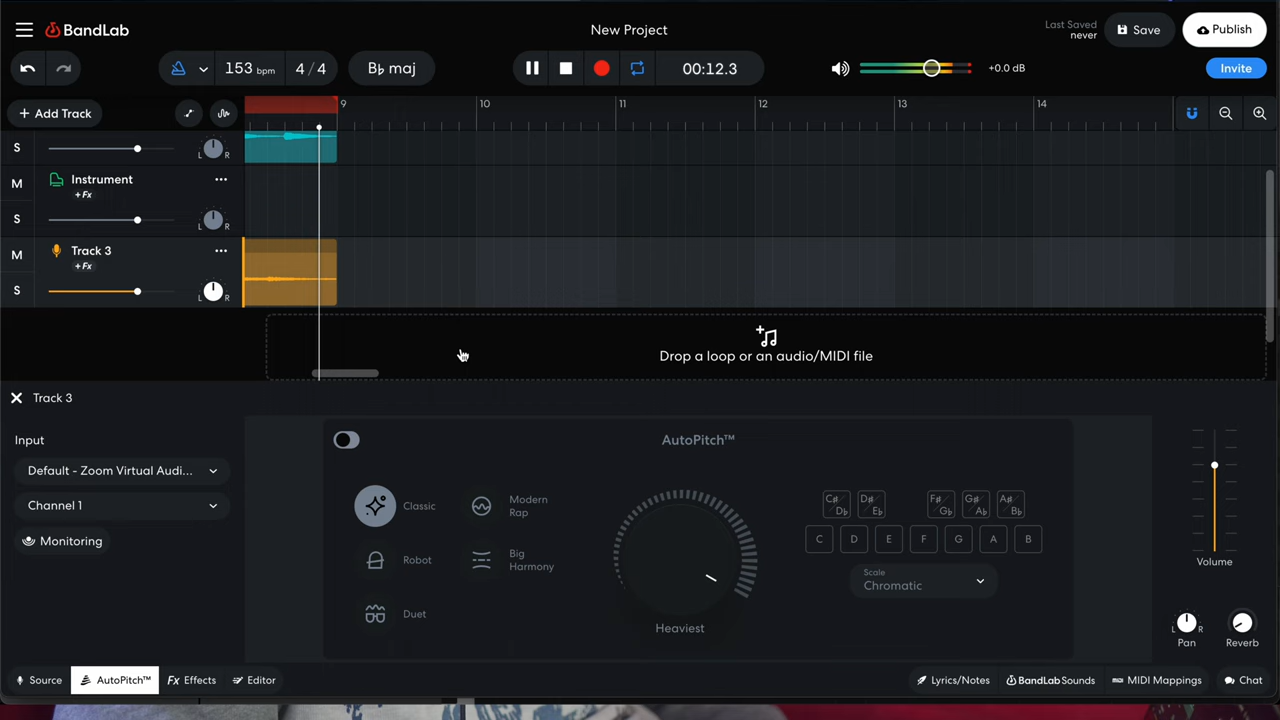 BandLab
New Project
Last Saved
never
Save
Publish
153 bpm
4/4
B♭ maj
00:12.3
+0.0 dB
Invite
+ Add Track
9
10
11
12
13
14
S
L R
M
Instrument
+Fx
S
L R
M
Track 3
+Fx
S
L R
Drop a loop or an audio/MIDI file
Track 3
Input
Default - Zoom Virtual Audi...
Channel 1
Monitoring
AutoPitch™
Classic
Modern
Rap
Robot
Big
Harmony
Duet
Heaviest
C♯ D♭
D♯ E♭
F♯ G♭
G♯ A♭
A♯ B♭
C D E F G A B
Scale
Chromatic
Volume
L R
Pan
Reverb
Source
AutoPitch™
Fx Effects
Editor
Lyrics/Notes
BandLab Sounds
MIDI Mappings
Chat